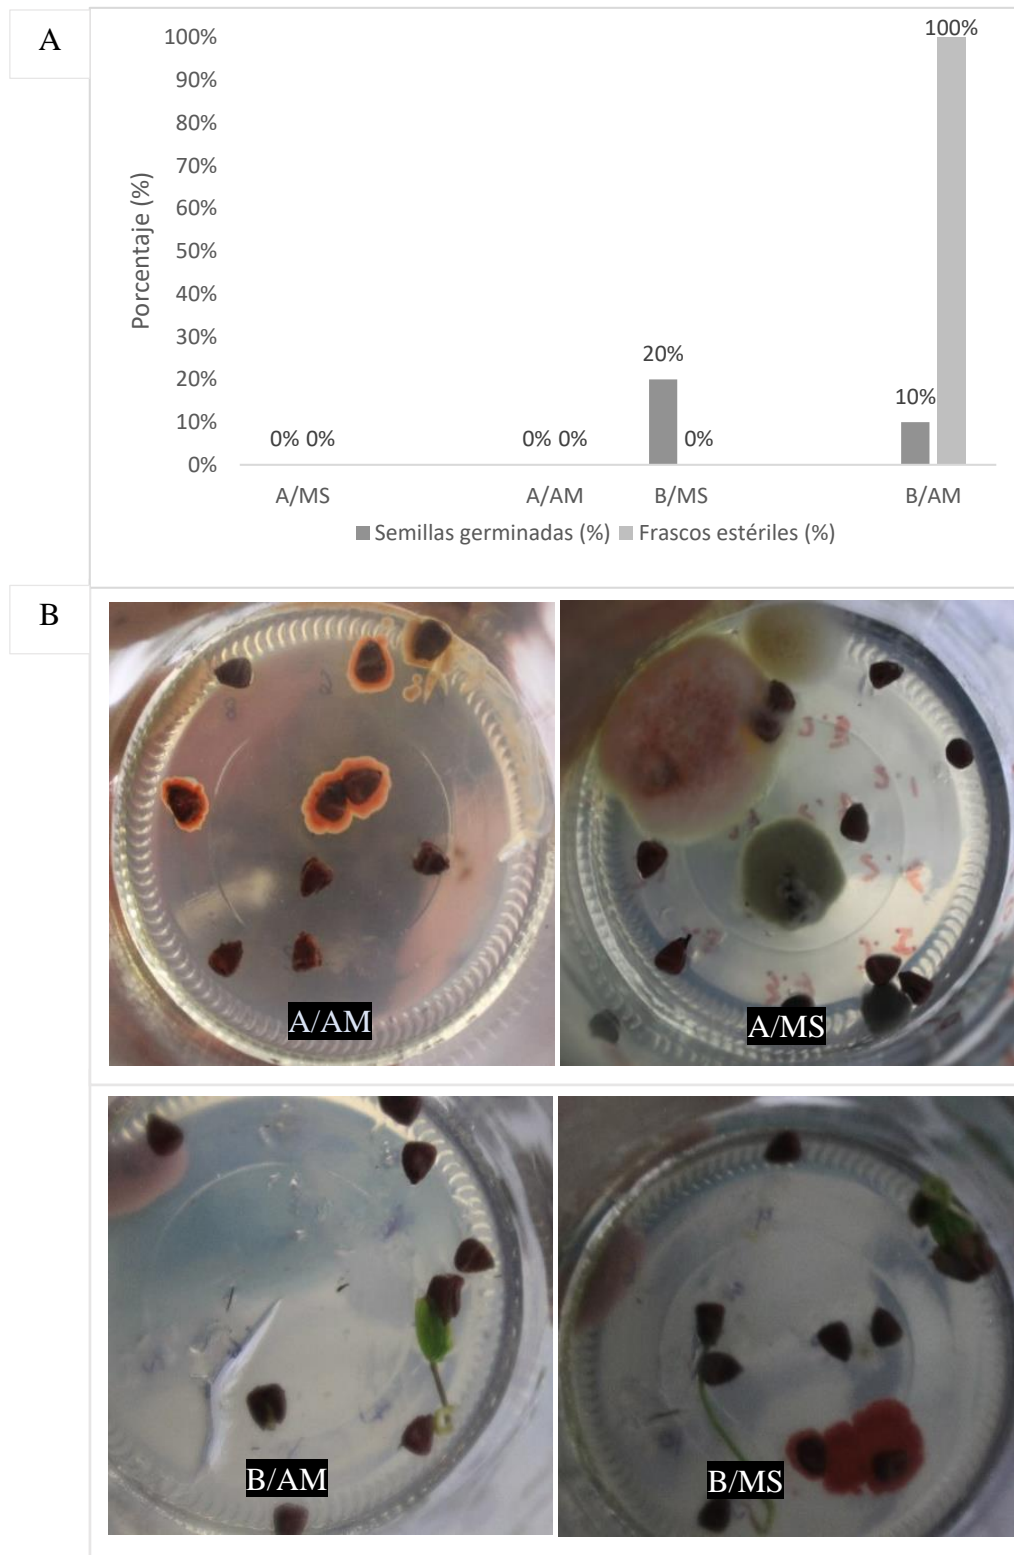 A
100%
90%
80%
70%
60%
50%
40%
30%
20%
10%
0%
Porcentaje (%)
0% 0%
0% 0%
20%
0%
10%
100%
A/MS
A/AM
B/MS
B/AM
Semillas germinadas (%)
Frascos estériles (%)
B
A/AM
A/MS
B/AM
B/MS